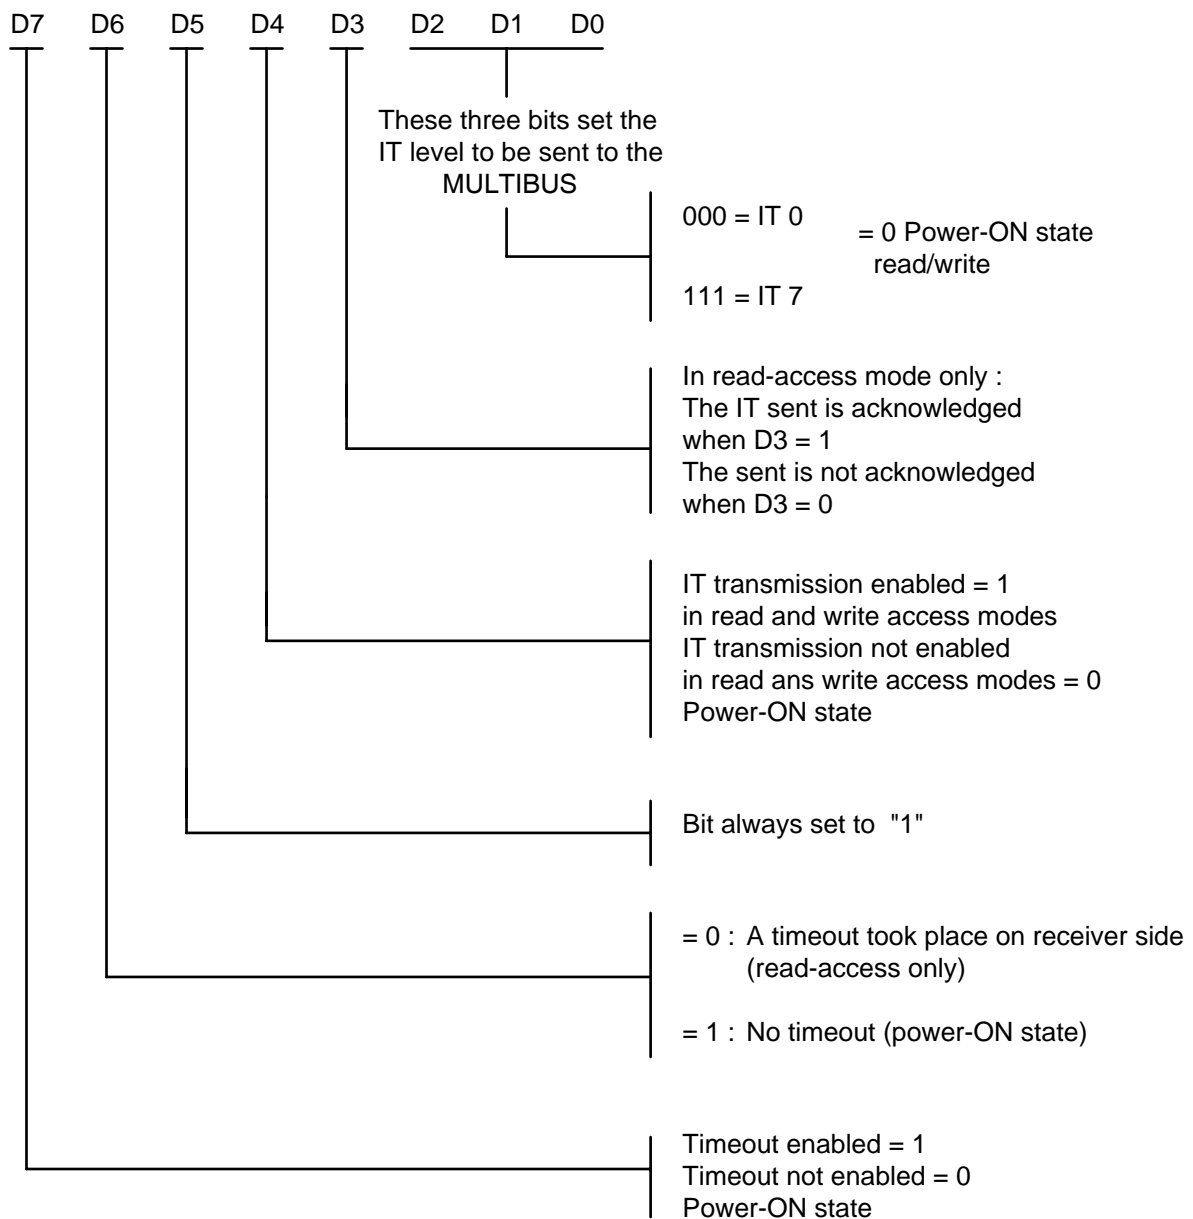 D7 D6 D5 D4 D3 D2 D1 D0
These three bits set the
IT level to be sent to the
MULTIBUS
000 = IT 0
= 0 Power-ON state
read/write
111 = IT 7
In read-access mode only :
The IT sent is acknowledged
when D3 = 1
The sent is not acknowledged
when D3 = 0
IT transmission enabled = 1
in read and write access modes
IT transmission not enabled
in read ans write access modes = 0
Power-ON state
Bit always set to "1"
= 0 : A timeout took place on receiver side
(read-access only)
= 1 : No timeout (power-ON state)
Timeout enabled = 1
Timeout not enabled = 0
Power-ON state